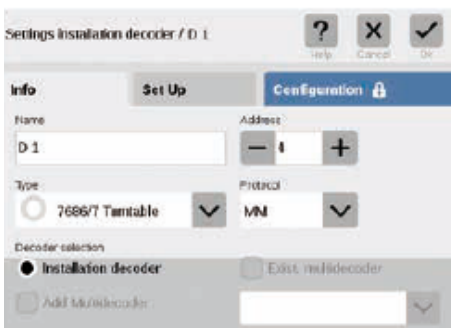 Settings installation decoder / D 1
Help Cancel Ok
Info Set Up Configuration
Name Address
D 1 4
Type Protocol
7686/7 Turntable MM
Decoder selection
Installation decoder Exist. multidecoder
Add Multidecoder